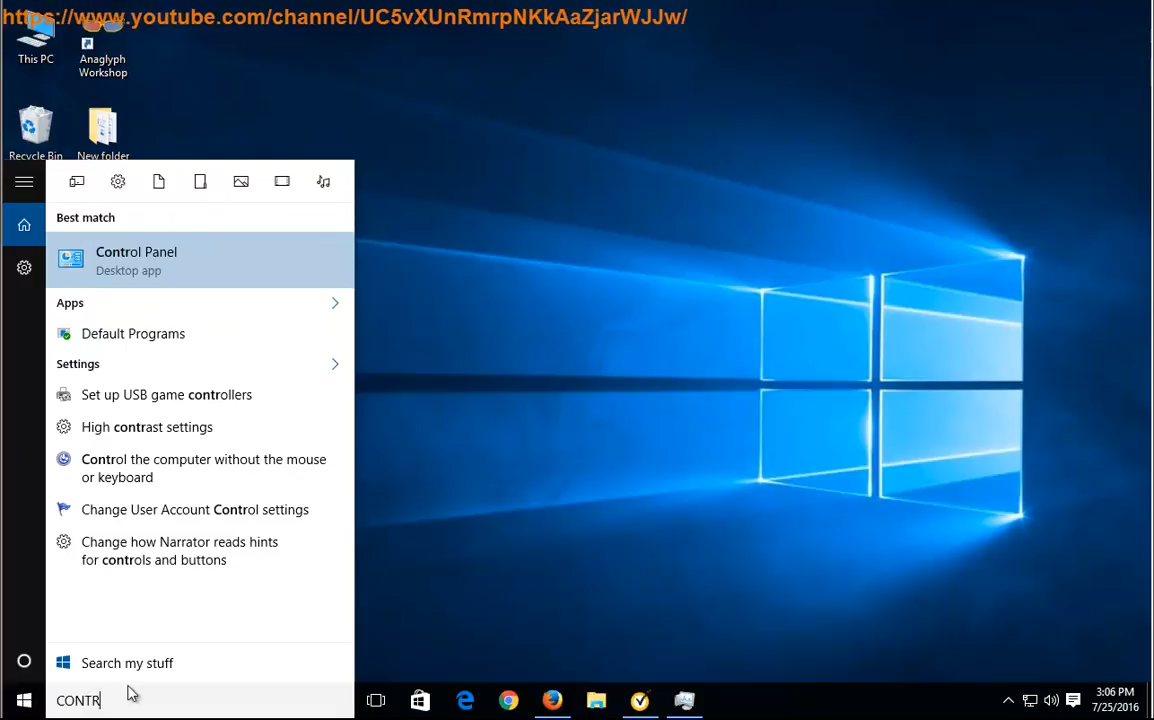 https://www.youtube.com/channel/UC5vXUnRmrpNKkAaZjarWJJw/
This PC
Anaglyph
Workshop
Recycle Bin
New folder
Best match
Control Panel
Desktop app
Apps
Default Programs
Settings
Set up USB game controllers
High contrast settings
Control the computer without the mouse
or keyboard
Change User Account Control settings
Change how Narrator reads hints
for controls and buttons
Search my stuff
CONTR
3:06 PM
7/25/2016